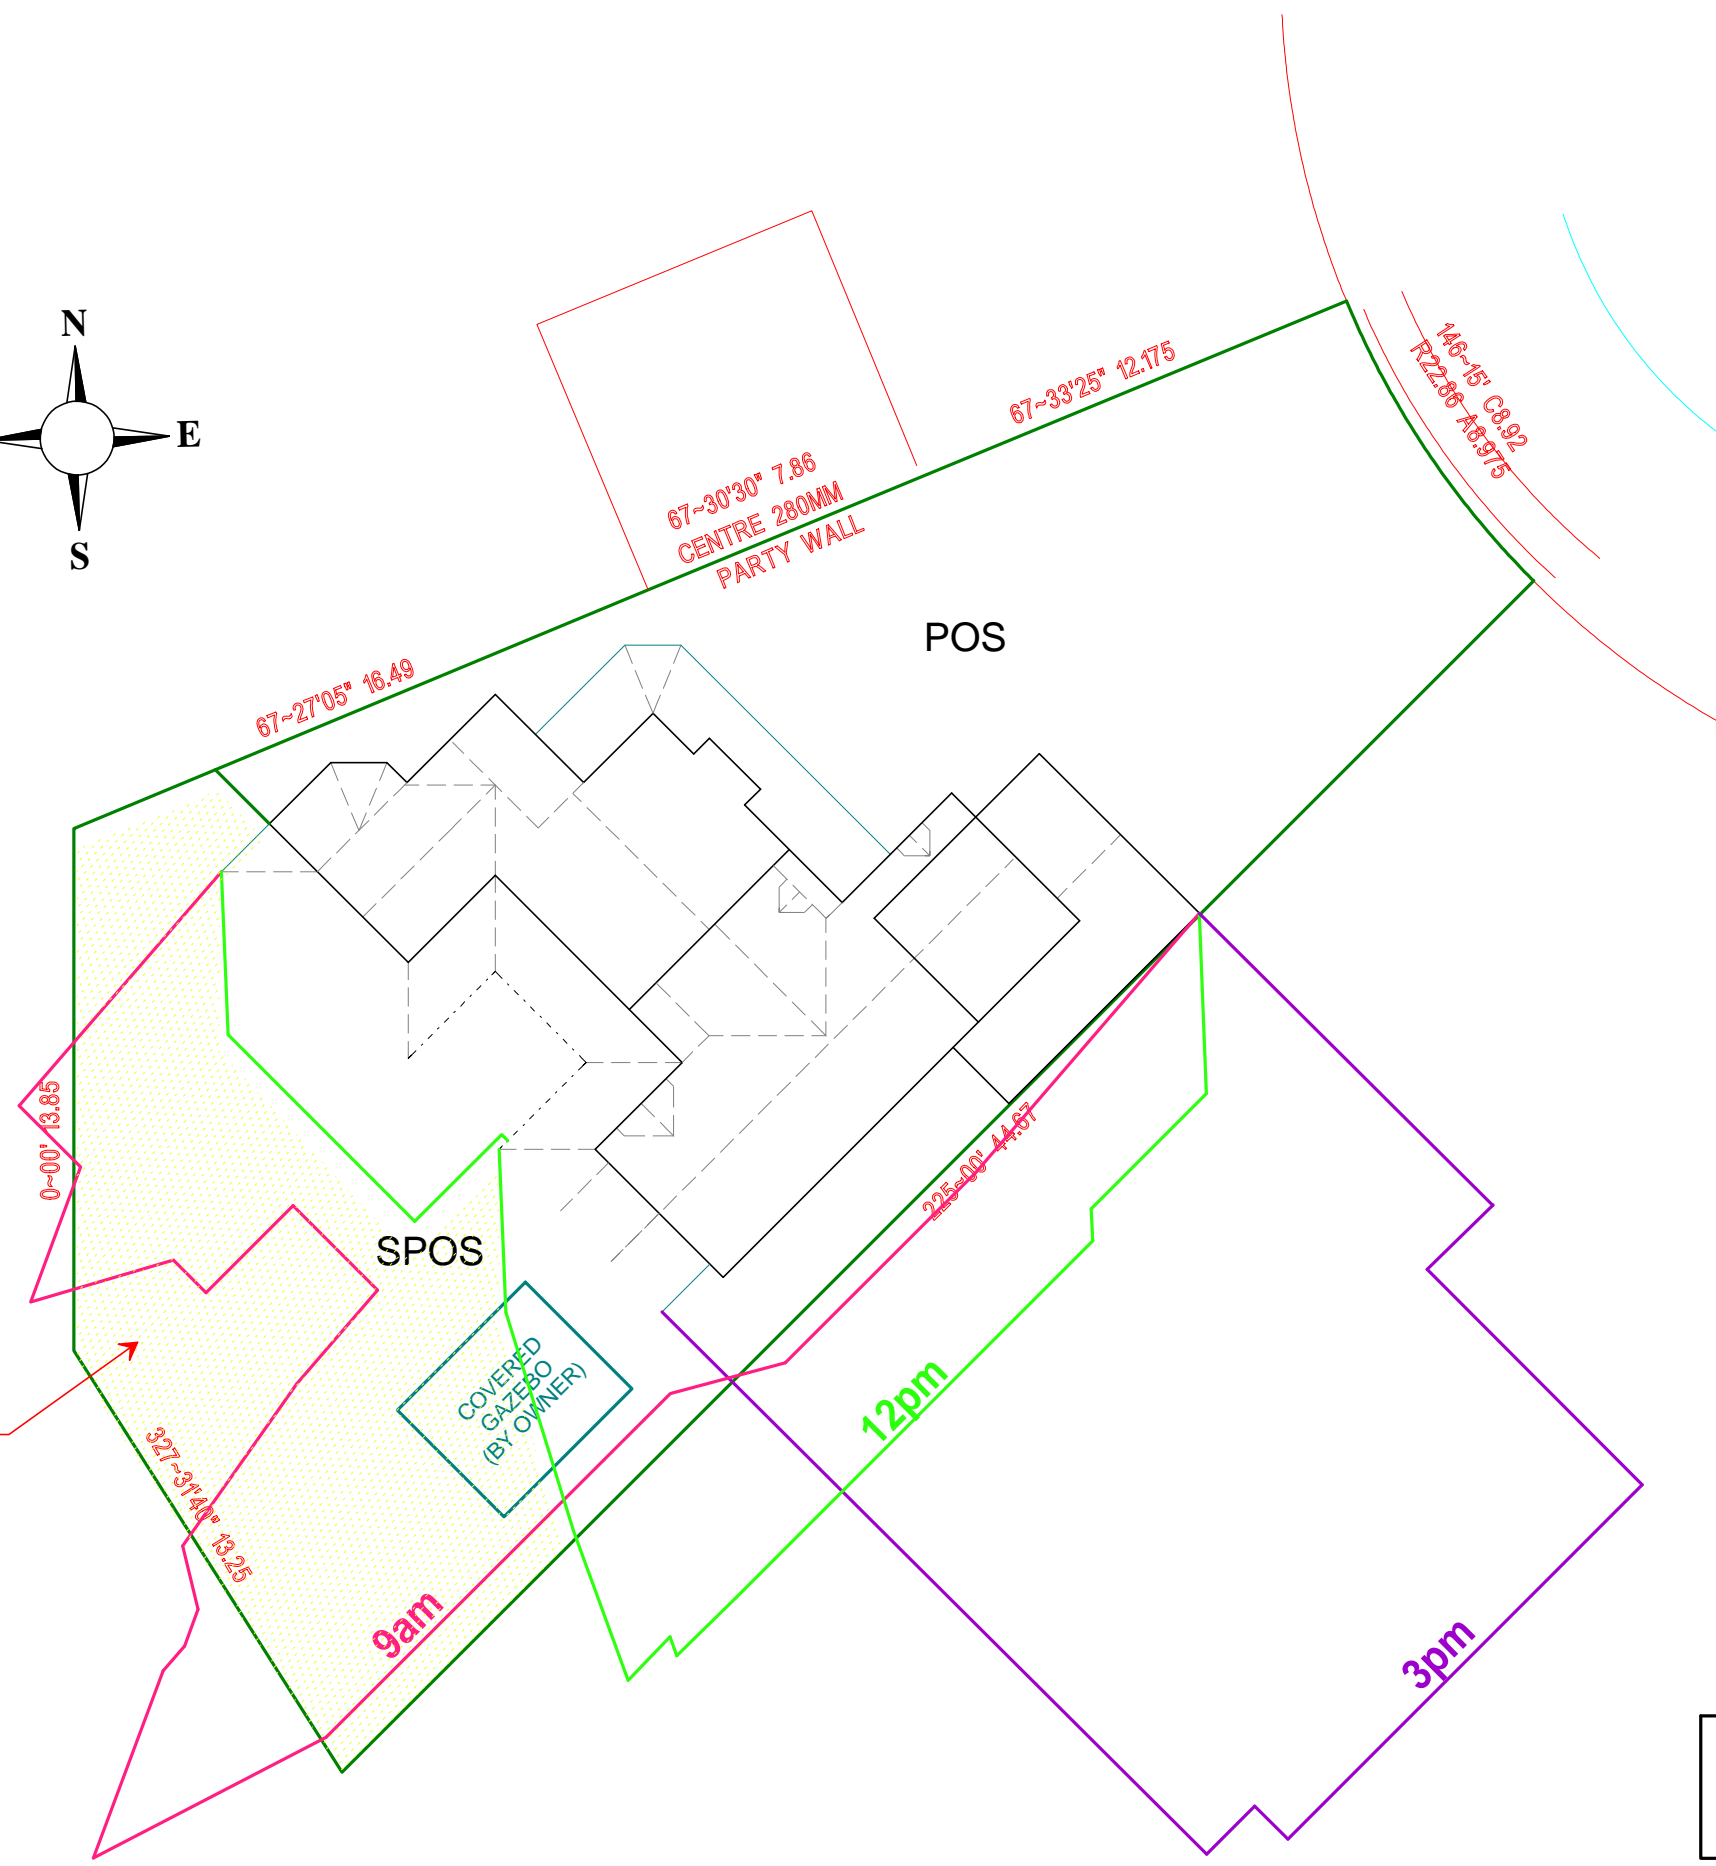 N
E
S
146~15' C8.92
R22.86 A8.975
67~33'25" 12.175
67~30'30" 7.86
CENTRE 280MM
PARTY WALL
POS
67~27'05" 16.49
0~00' 13.85
225~00' 44.67
SPOS
COVERED
GAZEBO
(BY OWNER)
12pm
327~31'40" 13.25
9am
3pm